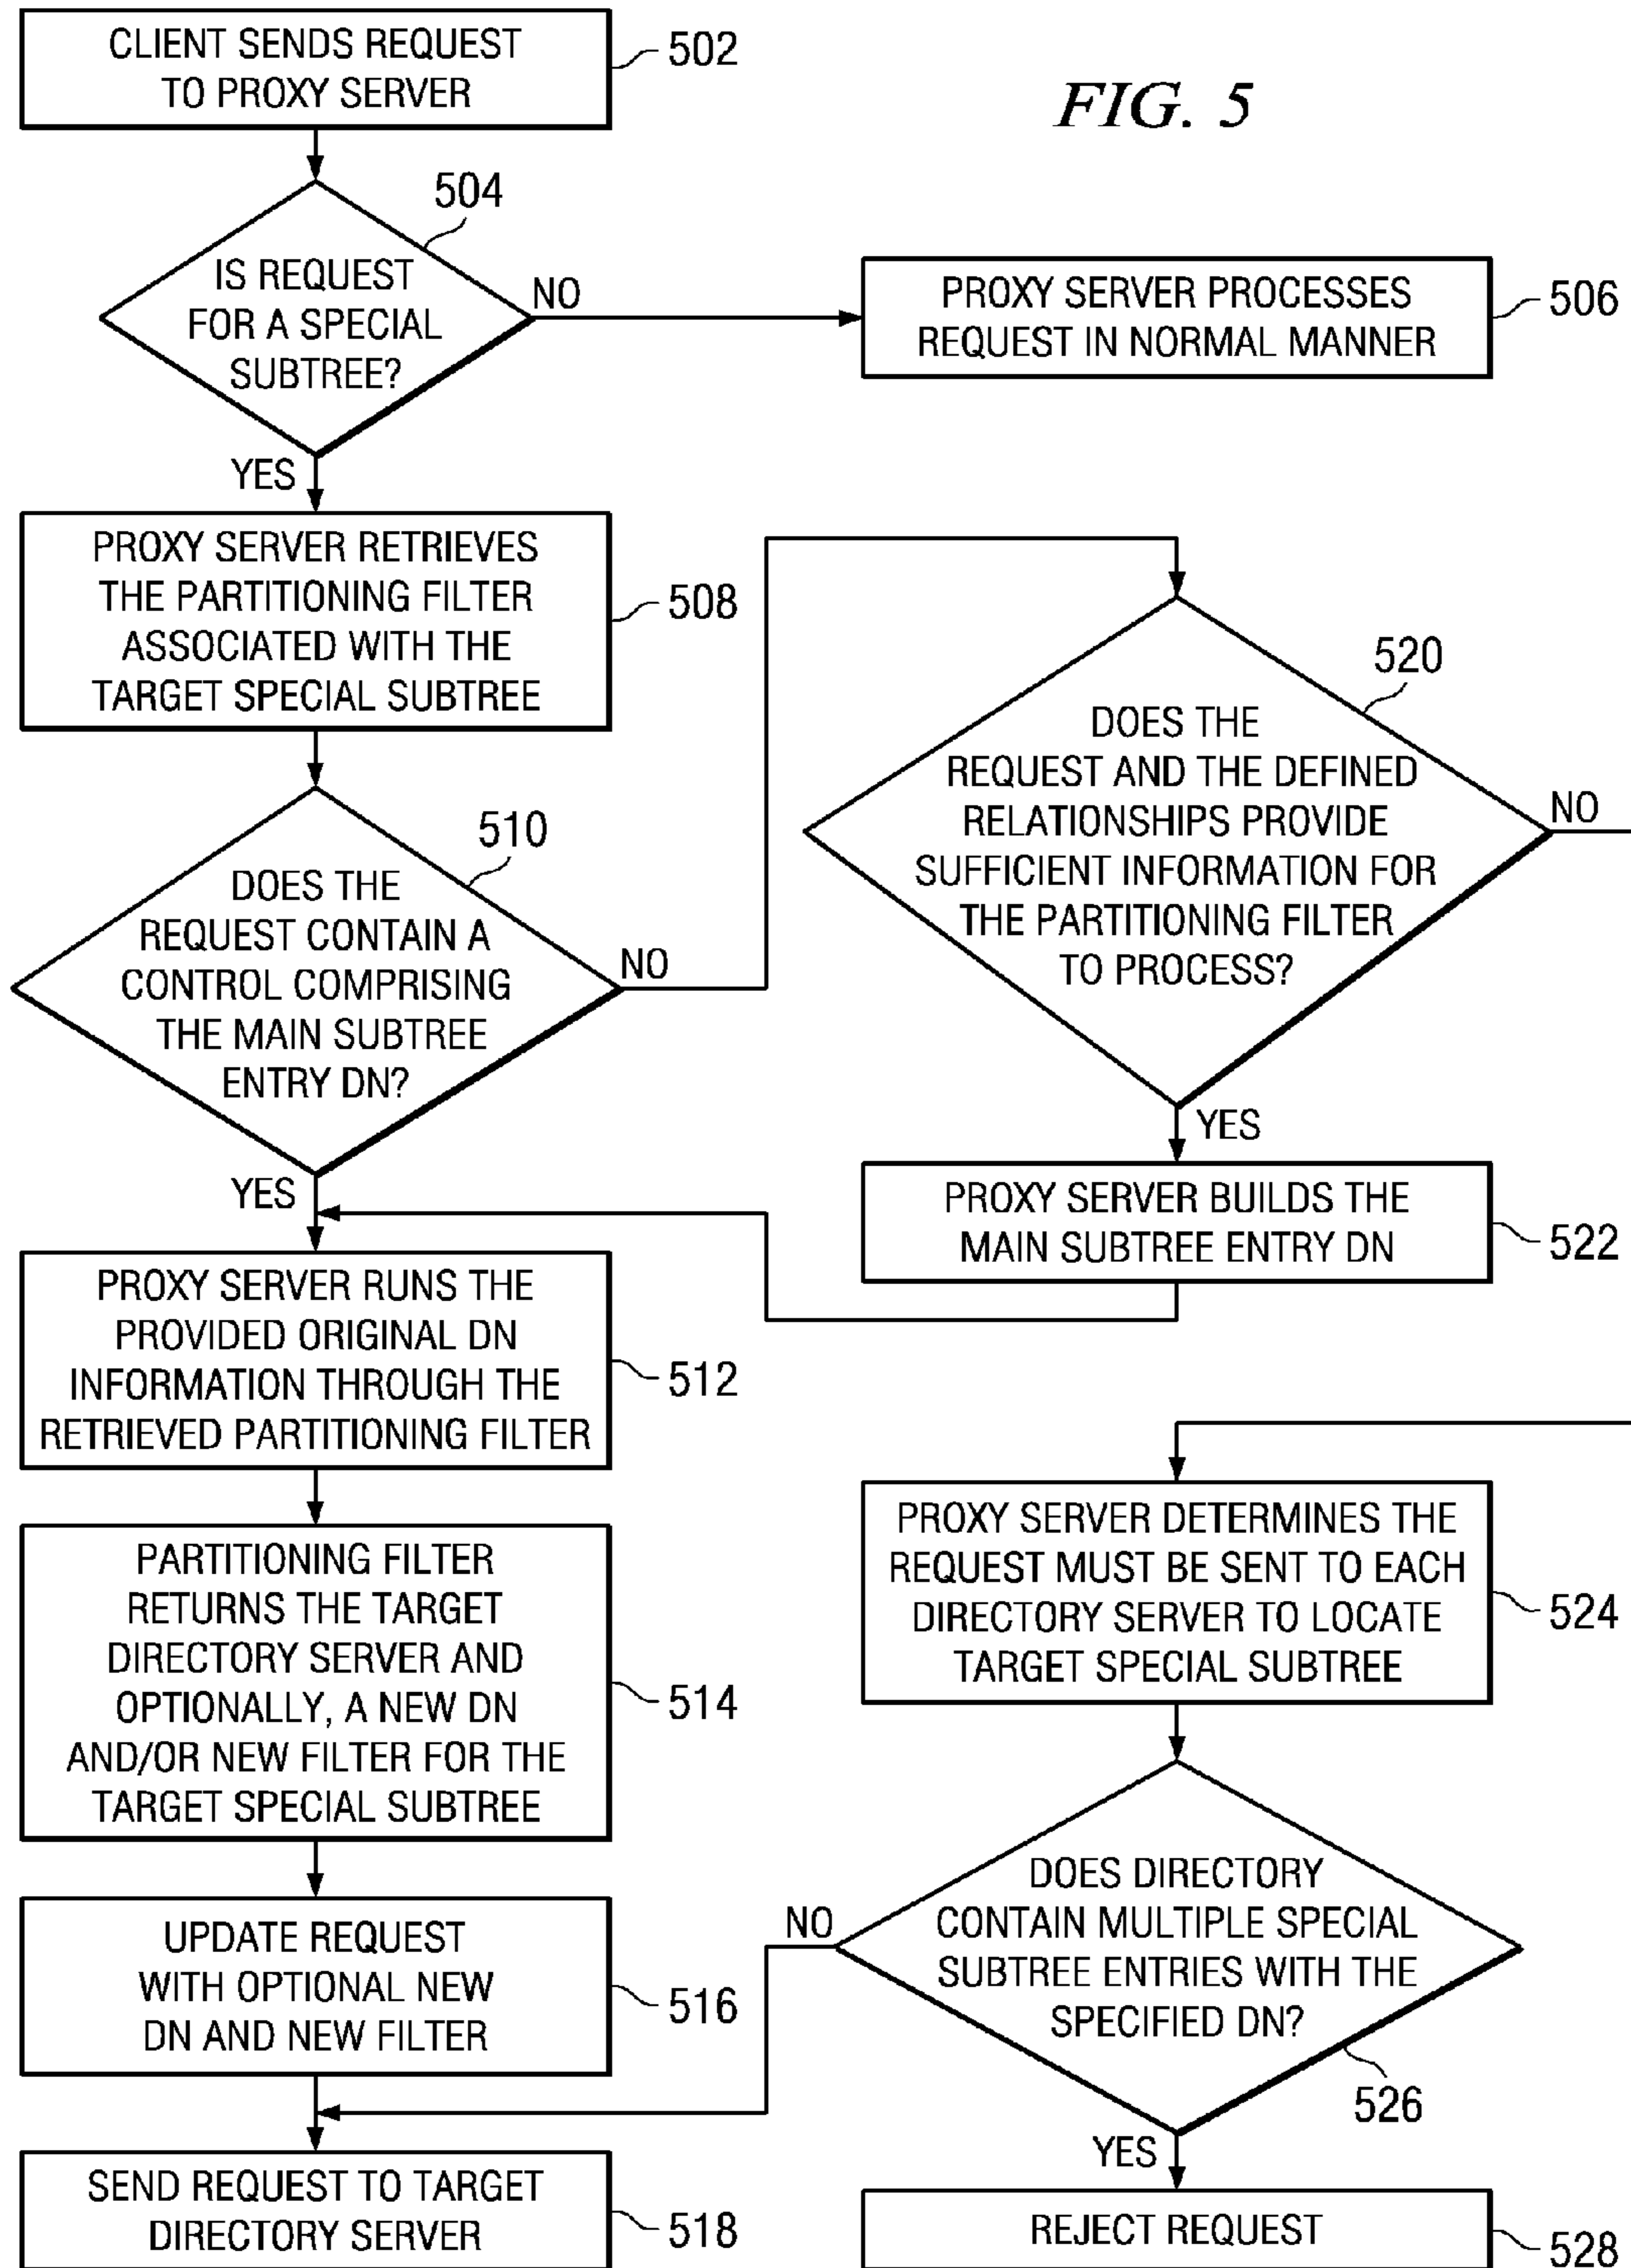 FIG. 5
CLIENT SENDS REQUEST
TO PROXY SERVER
502
504
IS REQUEST
FOR A SPECIAL
SUBTREE?
NO
YES
PROXY SERVER PROCESSES
REQUEST IN NORMAL MANNER
506
PROXY SERVER RETRIEVES
THE PARTITIONING FILTER
ASSOCIATED WITH THE
TARGET SPECIAL SUBTREE
508
510
DOES THE
REQUEST CONTAIN A
CONTROL COMPRISING
THE MAIN SUBTREE
ENTRY DN?
NO
YES
520
DOES THE
REQUEST AND THE DEFINED
RELATIONSHIPS PROVIDE
SUFFICIENT INFORMATION FOR
THE PARTITIONING FILTER
TO PROCESS?
NO
YES
PROXY SERVER BUILDS THE
MAIN SUBTREE ENTRY DN
522
PROXY SERVER RUNS THE
PROVIDED ORIGINAL DN
INFORMATION THROUGH THE
RETRIEVED PARTITIONING FILTER
512
PARTITIONING FILTER
RETURNS THE TARGET
DIRECTORY SERVER AND
OPTIONALLY, A NEW DN
AND/OR NEW FILTER FOR THE
TARGET SPECIAL SUBTREE
514
UPDATE REQUEST
WITH OPTIONAL NEW
DN AND NEW FILTER
516
SEND REQUEST TO TARGET
DIRECTORY SERVER
518
PROXY SERVER DETERMINES THE
REQUEST MUST BE SENT TO EACH
DIRECTORY SERVER TO LOCATE
TARGET SPECIAL SUBTREE
524
DOES DIRECTORY
CONTAIN MULTIPLE SPECIAL
SUBTREE ENTRIES WITH THE
SPECIFIED DN?
NO
526
YES
REJECT REQUEST
528